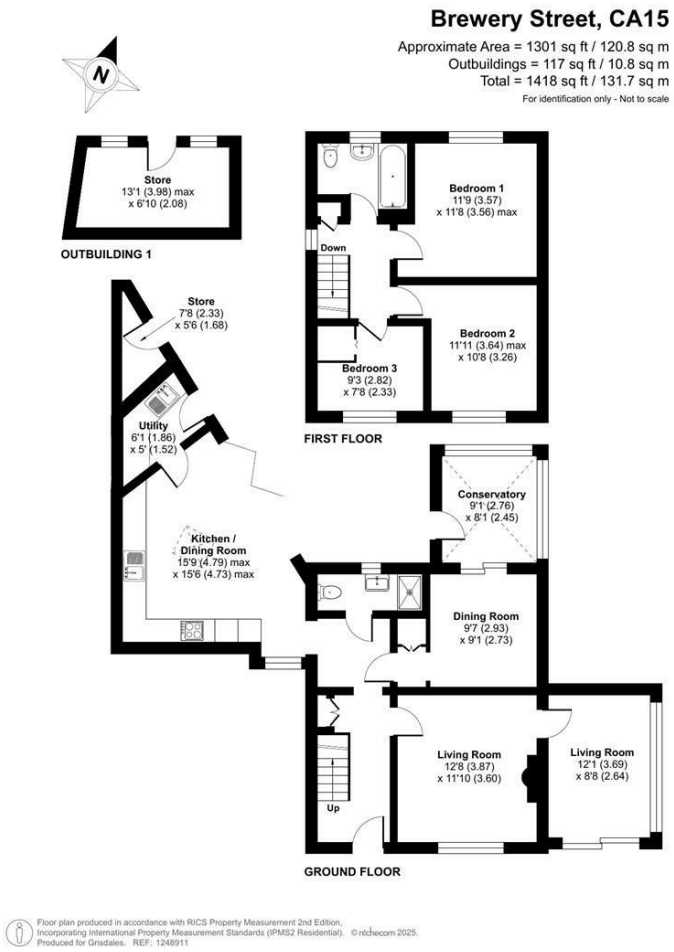 Brewery Street, CA15
Approximate Area = 1301 sq ft / 120.8 sq m
Outbuildings = 117 sq ft / 10.8 sq m
Total = 1418 sq ft / 131.7 sq m
For identification only - Not to scale
N
Store
13'1 (3.98) max
x 6'10 (2.08)
OUTBUILDING 1
Bedroom 1
11'9 (3.57)
x 11'8 (3.56) max
Down
Bedroom 2
11'11 (3.64) max
x 10'8 (3.26)
Bedroom 3
9'3 (2.82)
x 7'8 (2.33)
FIRST FLOOR
Store
7'8 (2.33)
x 5'6 (1.68)
Utility
6'1 (1.86)
x 5' (1.52)
Kitchen /
Dining Room
15'9 (4.79) max
x 15'6 (4.73) max
Conservatory
9'1 (2.76)
x 8'1 (2.45)
Dining Room
9'7 (2.93)
x 9'1 (2.73)
Living Room
12'8 (3.87)
x 11'10 (3.60)
Living Room
12'1 (3.69)
x 8'8 (2.64)
Up
GROUND FLOOR
Floor plan produced in accordance with RICS Property Measurement 2nd Edition,
Incorporating International Property Measurement Standards (IPMS2 Residential). © nichecom 2025.
Produced for Grisdales. REF: 1248911